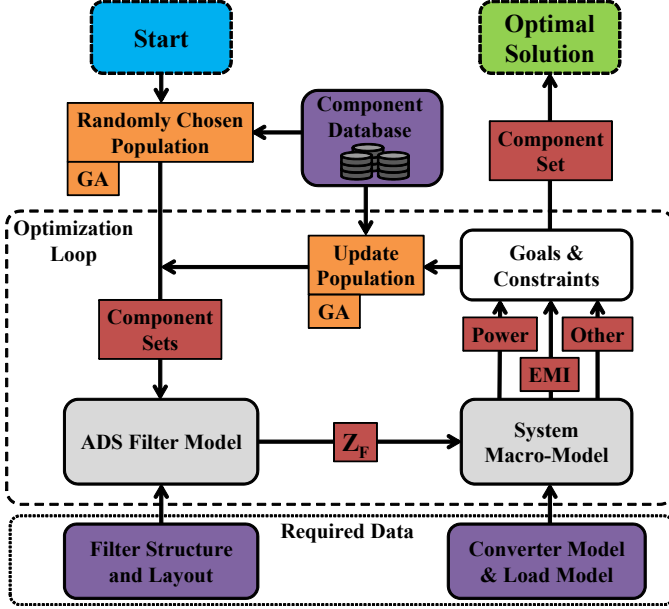 Start
Optimal
Solution
Component
Database
Randomly Chosen
Population
GA
Component
Set
Optimization
Loop
Update
Population
GA
Goals &
Constraints
Component
Sets
Power
Other
EMI
ADS Filter Model
Z_F
System
Macro-Model
Required Data
Filter Structure
and Layout
Converter Model
& Load Model